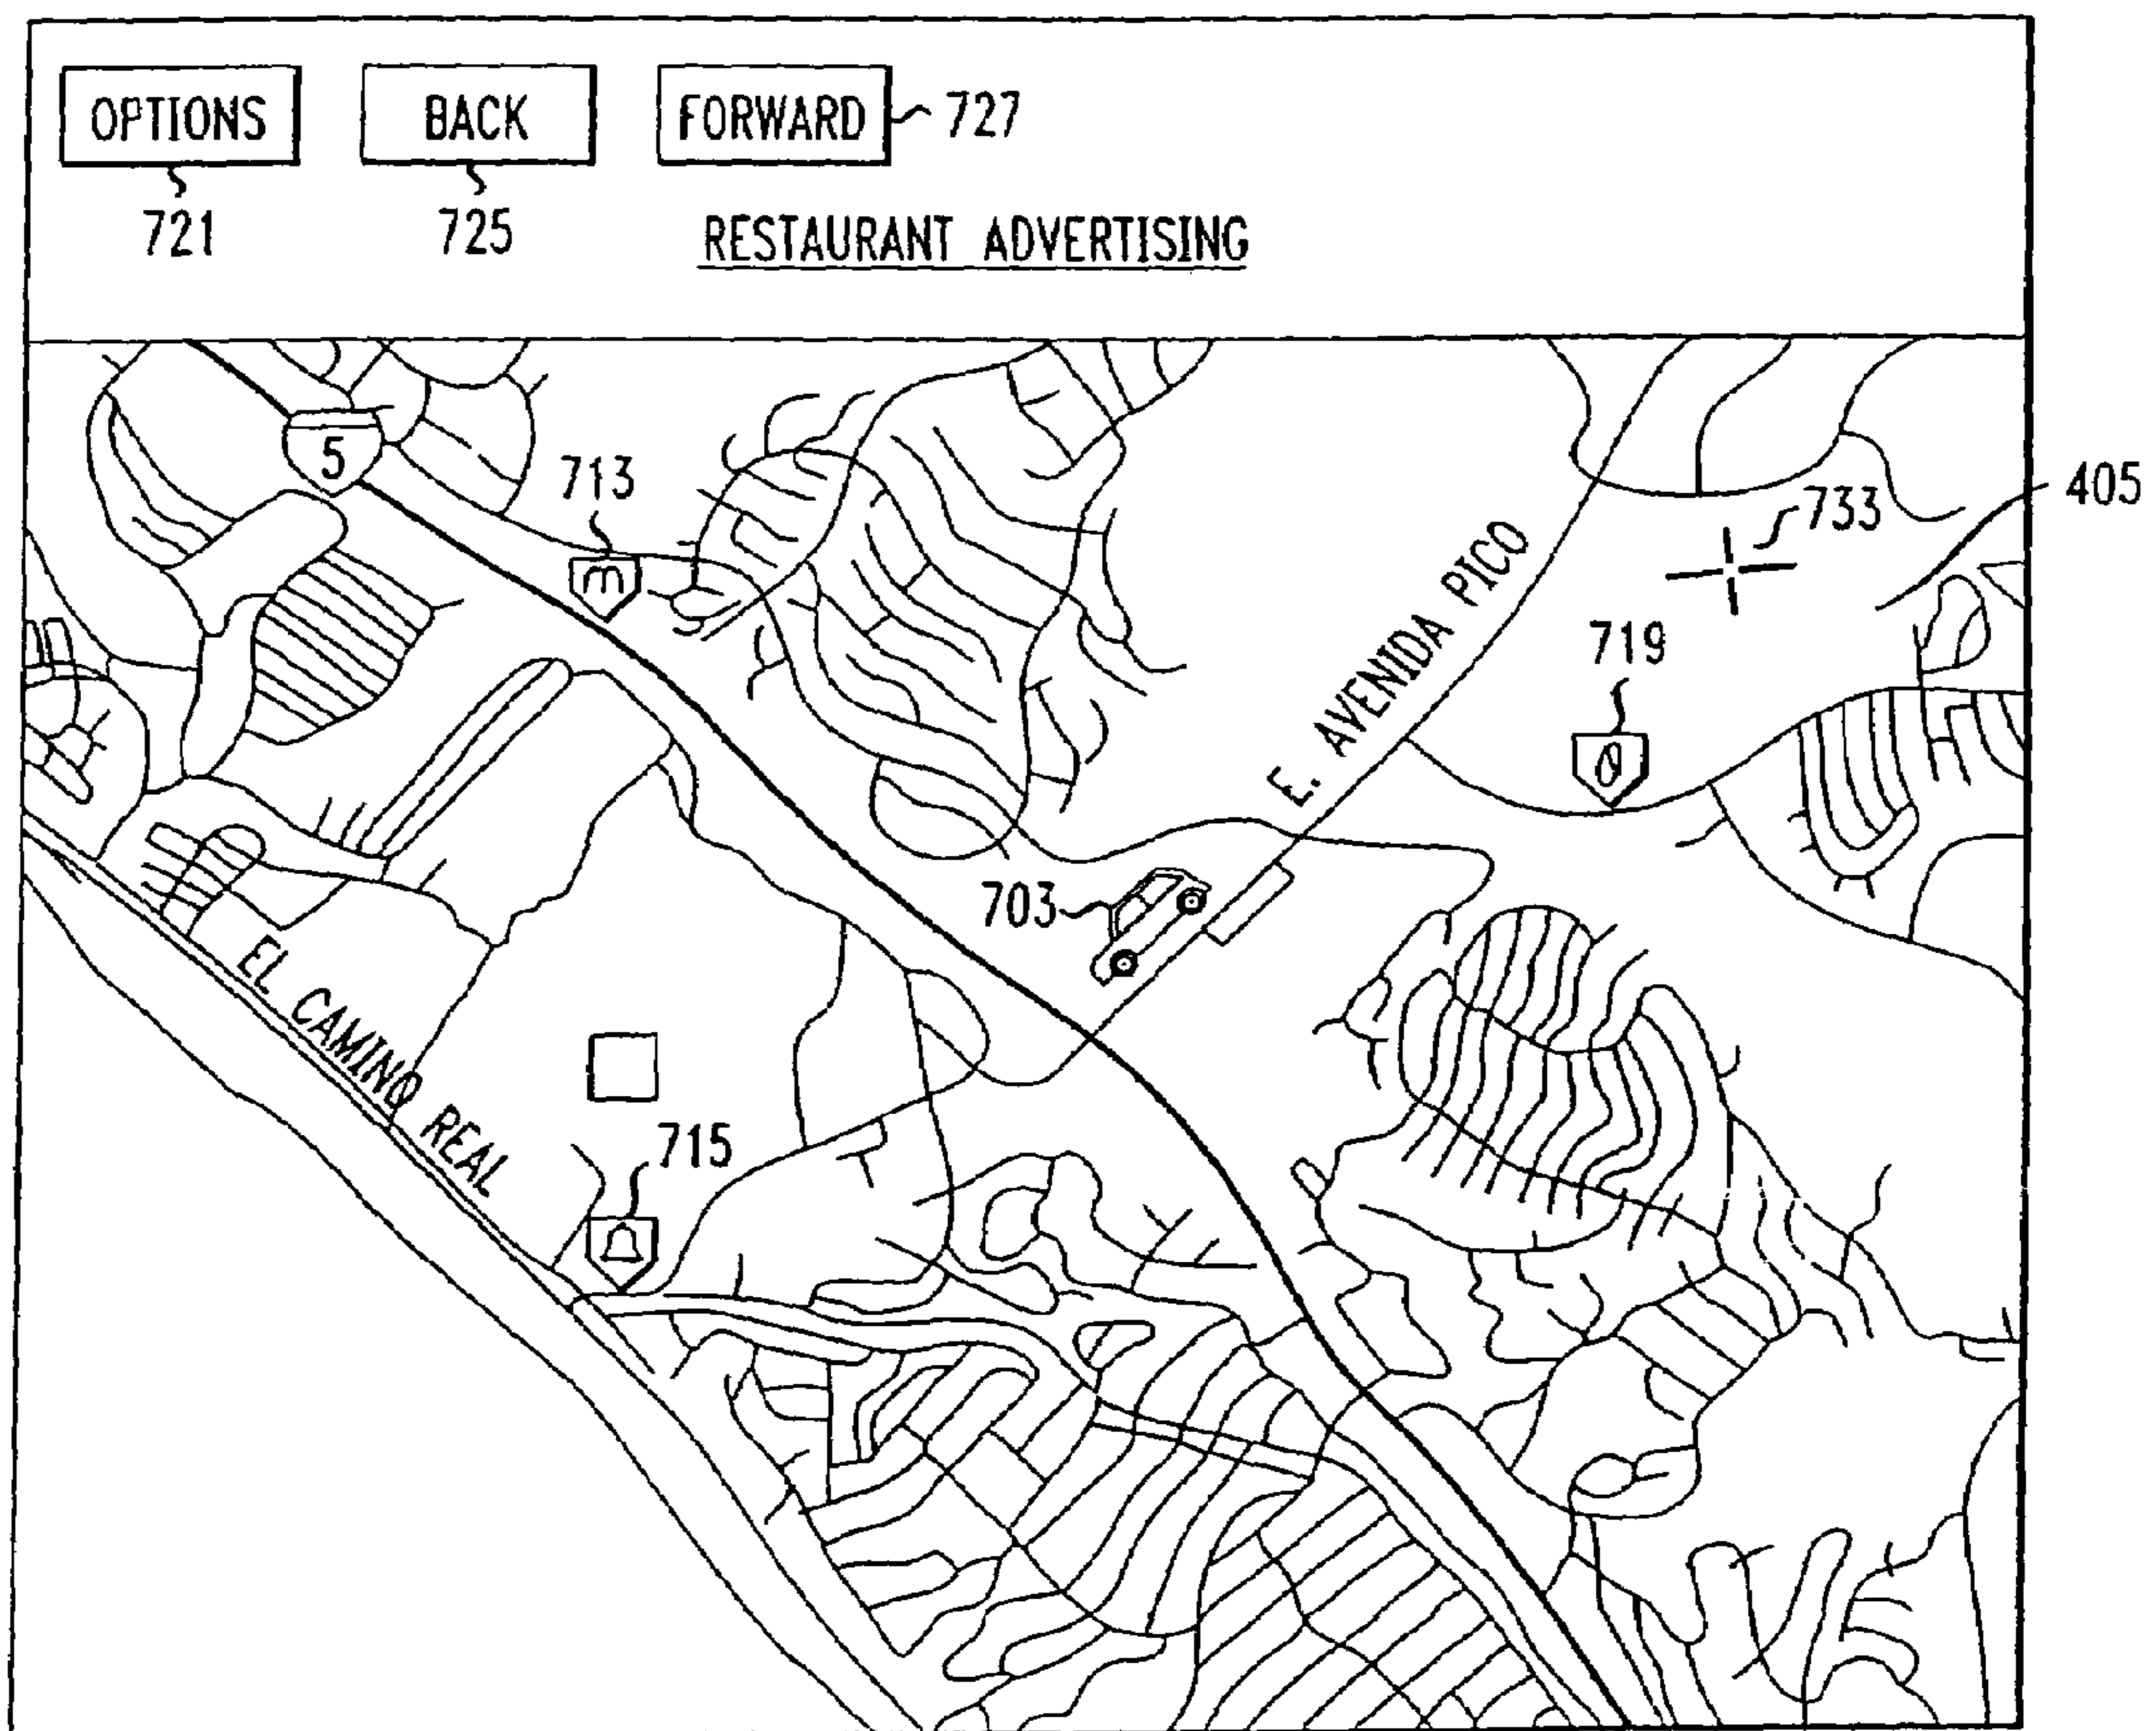 OPTIONS
BACK
FORWARD
727
721
725
RESTAURANT ADVERTISING
5
713
m
405
733
E. AVENIDA PICO
719
703
EL CAMINO REAL
715